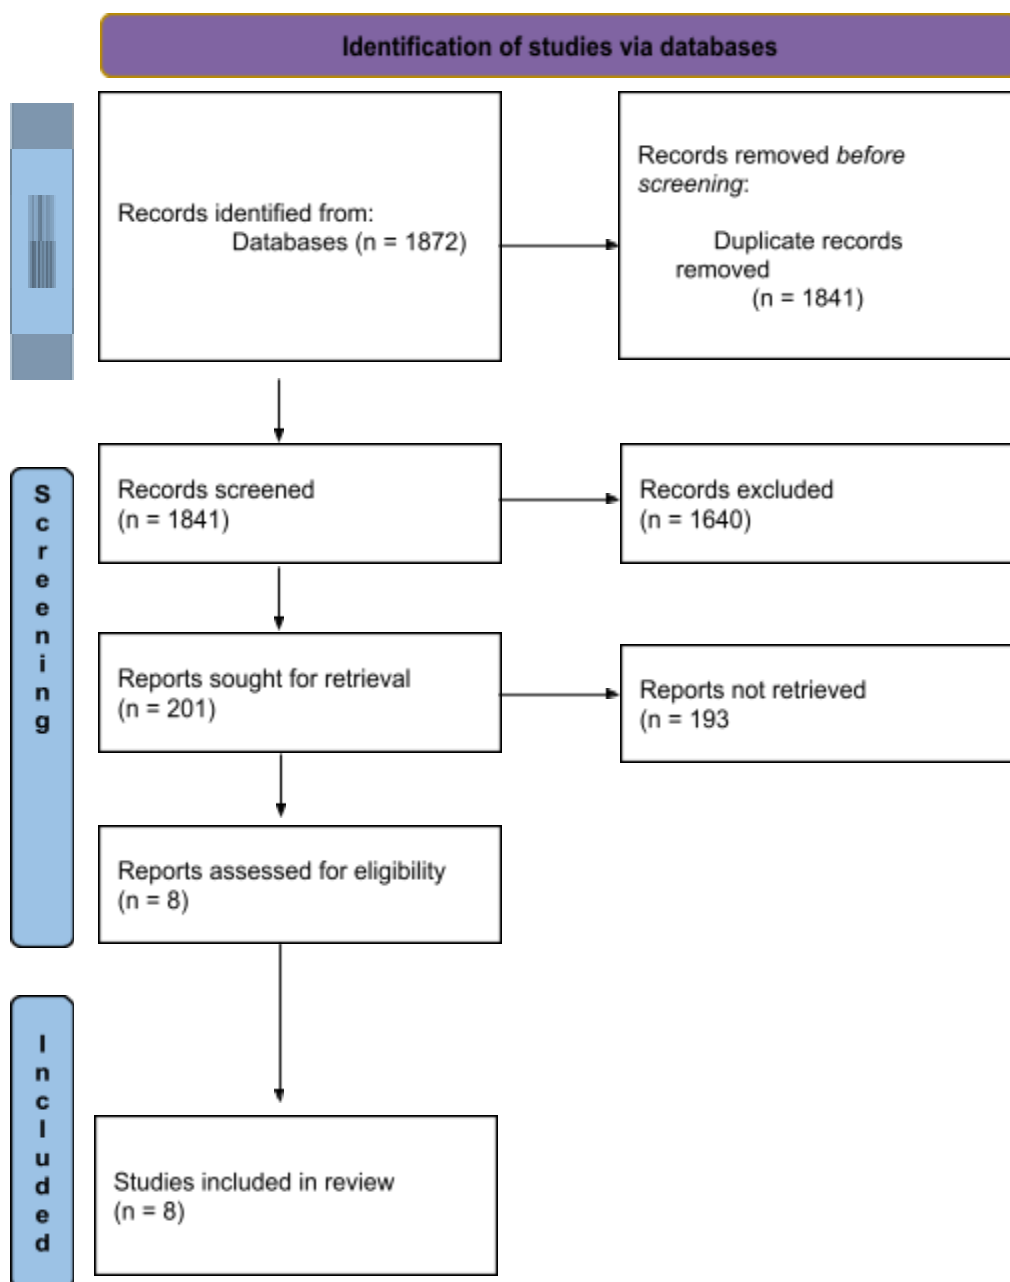 Identification of studies via databases
Records identified from:
Databases (n = 1872)
Records removed before
screening:
Duplicate records
removed
(n = 1841)
Records screened
(n = 1841)
Records excluded
(n = 1640)
Screening
Reports sought for retrieval
(n = 201)
Reports not retrieved
(n = 193
Reports assessed for eligibility
(n = 8)
Included
Studies included in review
(n = 8)